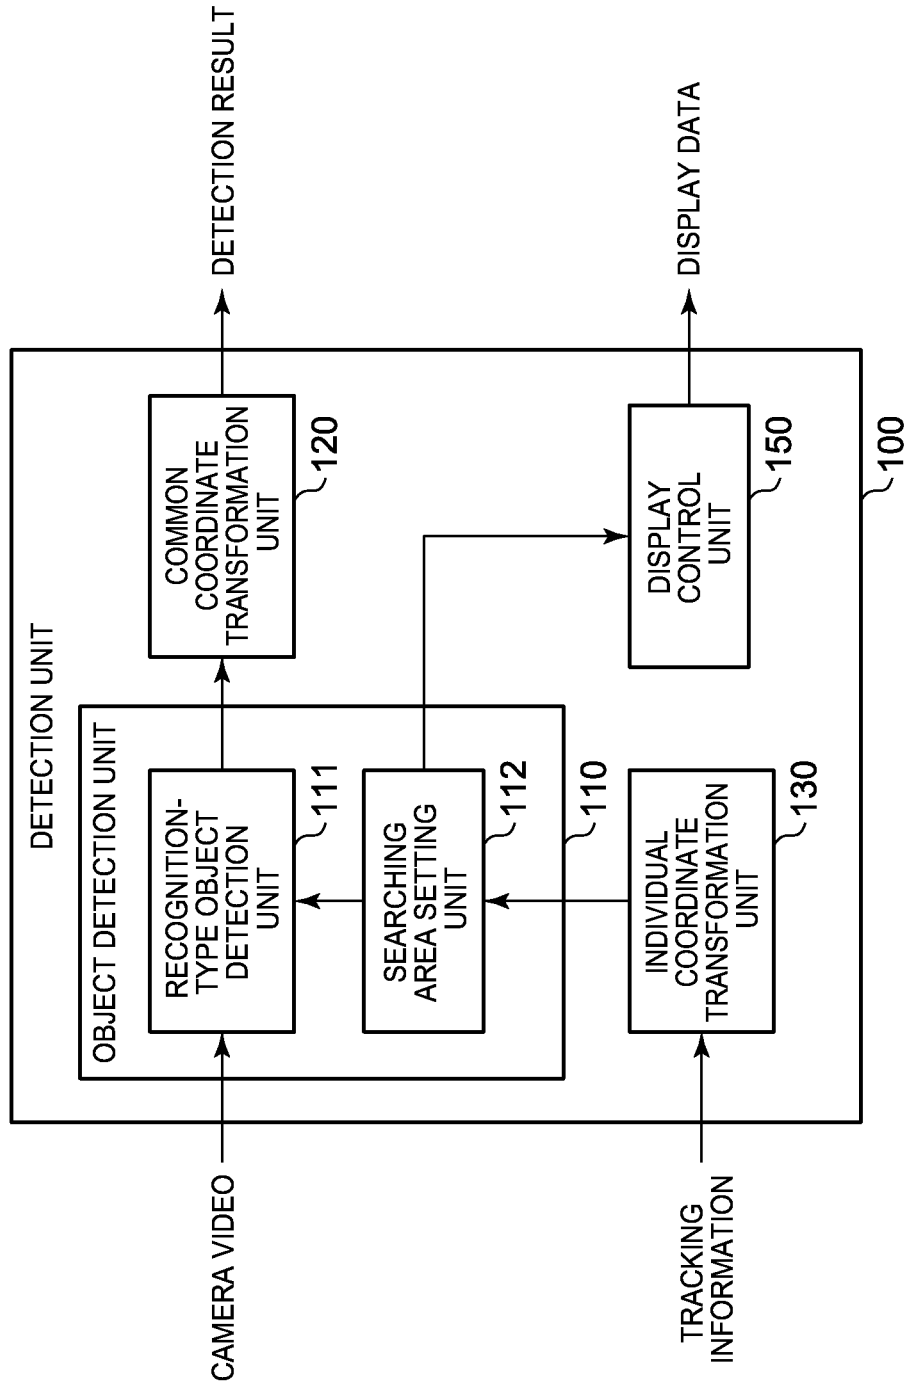 DETECTION UNIT
OBJECT DETECTION UNIT
CAMERA VIDEO
RECOGNITION-
TYPE OBJECT
DETECTION
UNIT
111
COMMON
COORDINATE
TRANSFORMATION
UNIT
120
DETECTION RESULT
SEARCHING
AREA SETTING
UNIT
112
110
TRACKING
INFORMATION
INDIVIDUAL
COORDINATE
TRANSFORMATION
UNIT
130
DISPLAY
CONTROL
UNIT
150
DISPLAY DATA
100